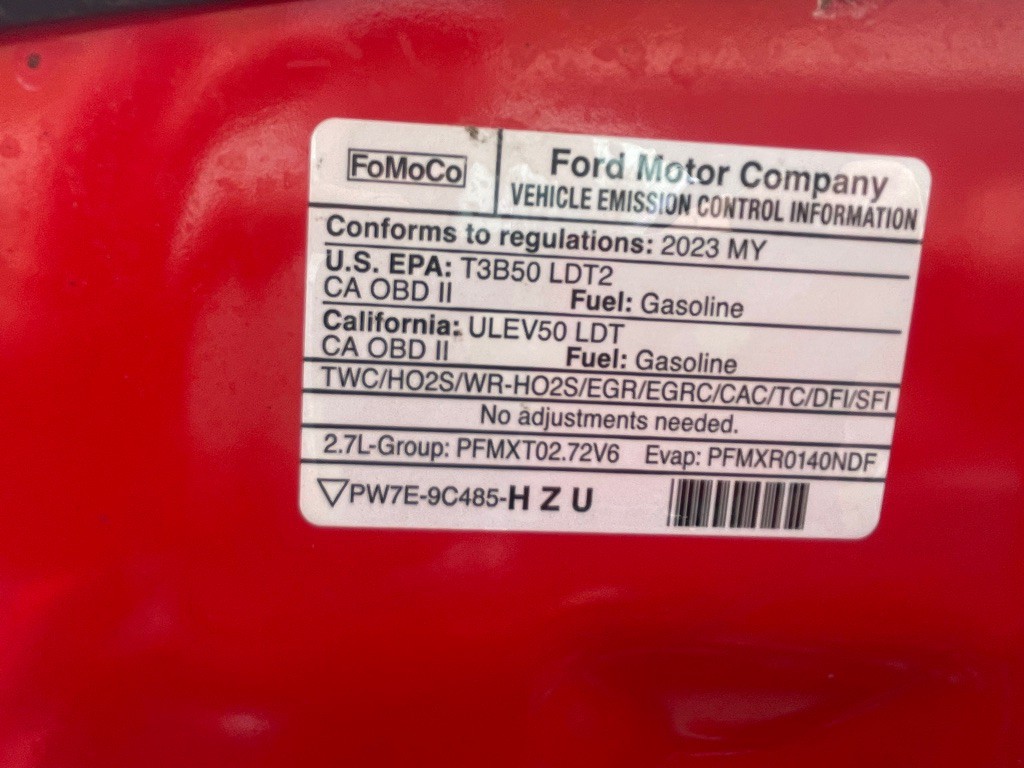 FoMoCo
Ford Motor Company
VEHICLE EMISSION CONTROL INFORMATION
Conforms to regulations: 2023 MY
U.S. EPA: T3B50 LDT2
CA OBD II Fuel: Gasoline
California: ULEV50 LDT
CA OBD II Fuel: Gasoline
TWC/HO2S/WR-HO2S/EGR/EGRC/CAC/TC/DFI/SFI
No adjustments needed.
2.7L-Group: PFMXT02.72V6 Evap: PFMXR0140NDF
▽PW7E-9C485-H Z U